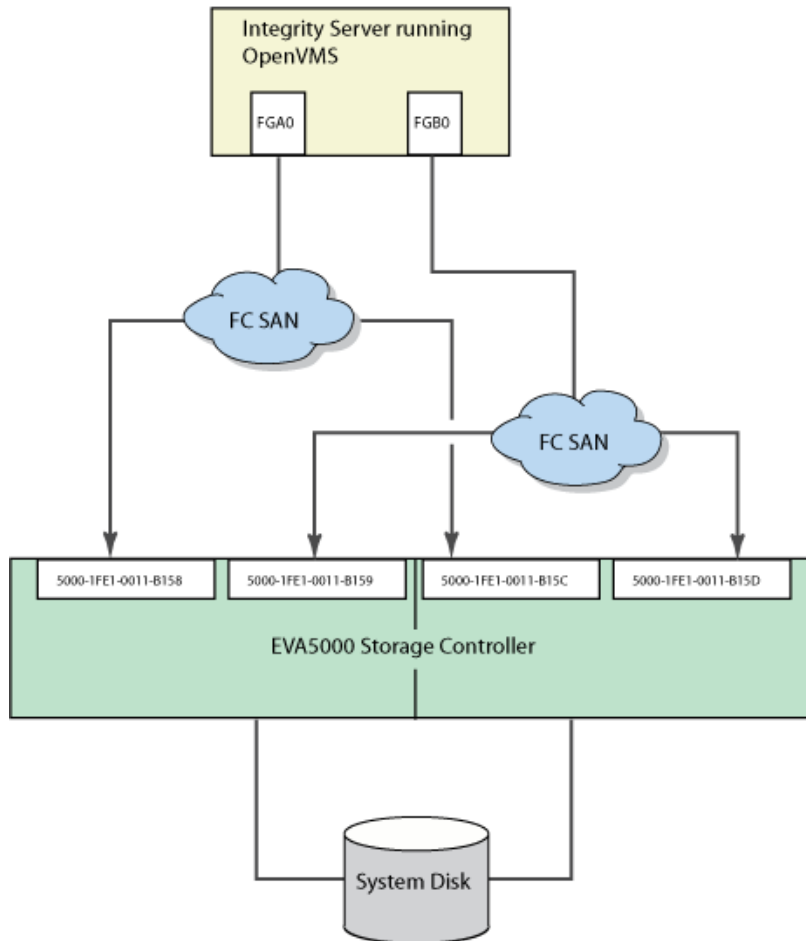 Integrity Server running
OpenVMS
FGA0
FGB0
FC SAN
FC SAN
5000-1FE1-0011-B158
5000-1FE1-0011-B159
5000-1FE1-0011-B15C
5000-1FE1-0011-B15D
EVA5000 Storage Controller
System Disk